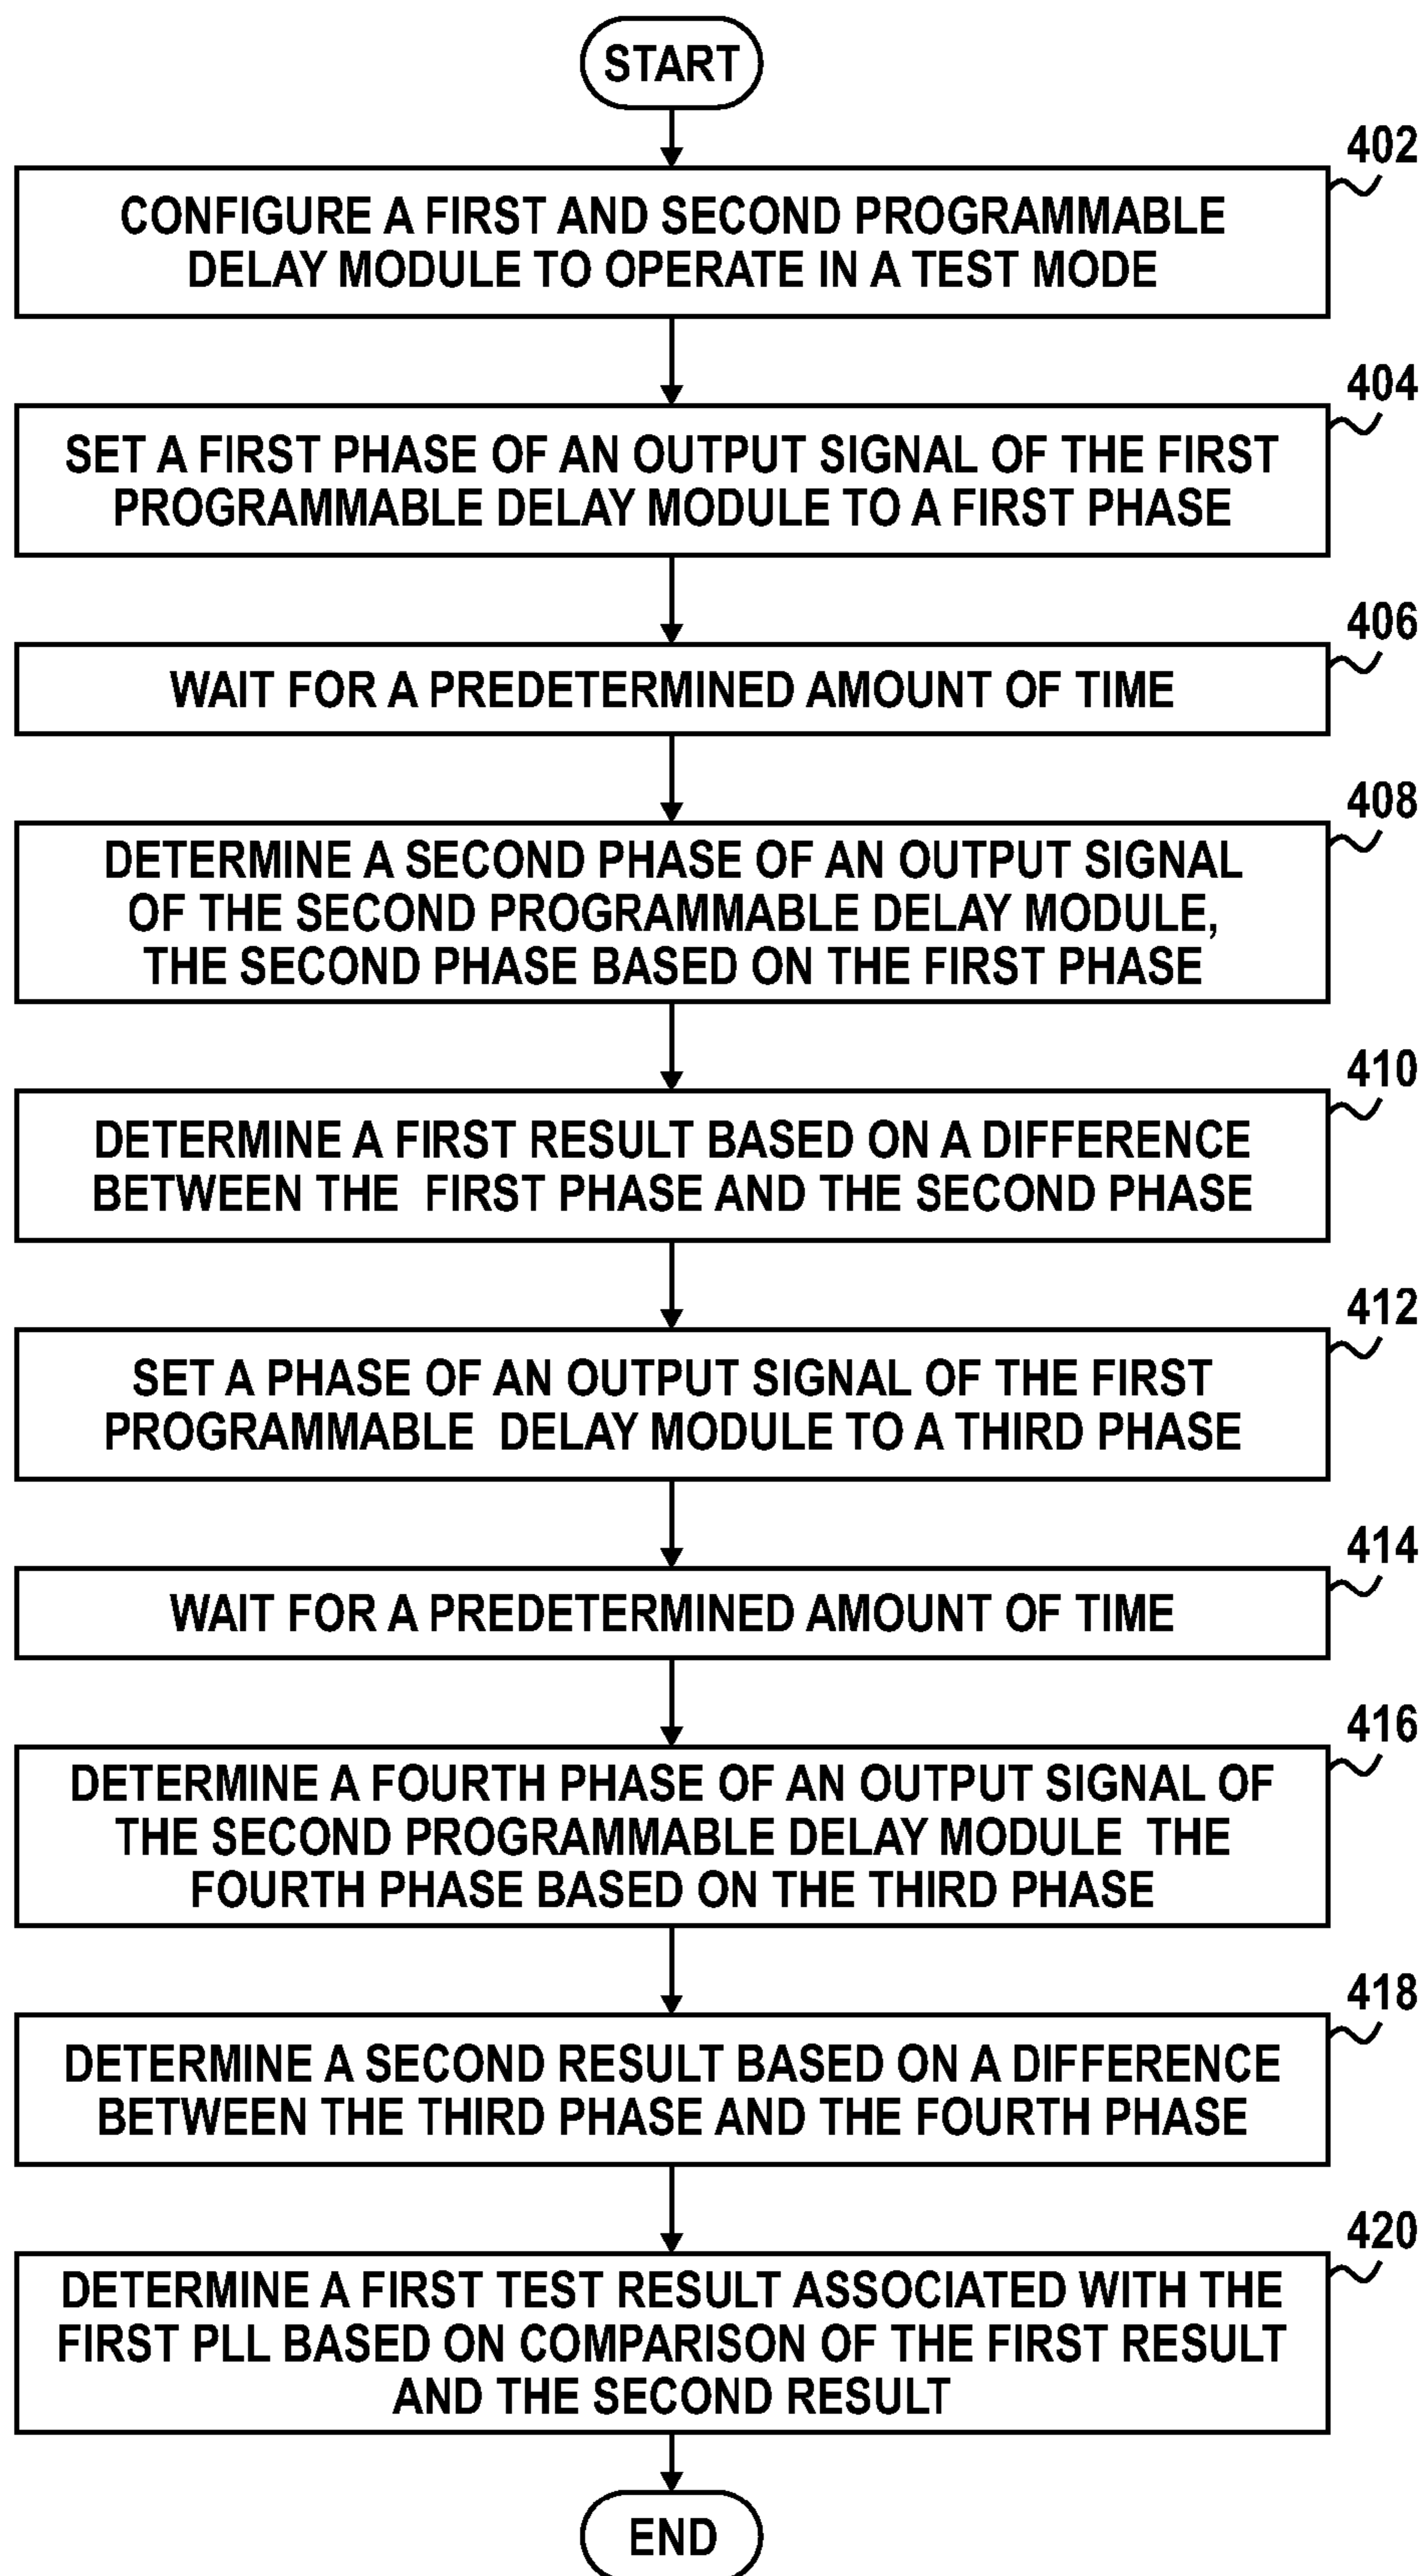 START
402
CONFIGURE A FIRST AND SECOND PROGRAMMABLE
DELAY MODULE TO OPERATE IN A TEST MODE
404
SET A FIRST PHASE OF AN OUTPUT SIGNAL OF THE FIRST
PROGRAMMABLE DELAY MODULE TO A FIRST PHASE
406
WAIT FOR A PREDETERMINED AMOUNT OF TIME
408
DETERMINE A SECOND PHASE OF AN OUTPUT SIGNAL
OF THE SECOND PROGRAMMABLE DELAY MODULE,
THE SECOND PHASE BASED ON THE FIRST PHASE
410
DETERMINE A FIRST RESULT BASED ON A DIFFERENCE
BETWEEN THE FIRST PHASE AND THE SECOND PHASE
412
SET A PHASE OF AN OUTPUT SIGNAL OF THE FIRST
PROGRAMMABLE DELAY MODULE TO A THIRD PHASE
414
WAIT FOR A PREDETERMINED AMOUNT OF TIME
416
DETERMINE A FOURTH PHASE OF AN OUTPUT SIGNAL OF
THE SECOND PROGRAMMABLE DELAY MODULE THE
FOURTH PHASE BASED ON THE THIRD PHASE
418
DETERMINE A SECOND RESULT BASED ON A DIFFERENCE
BETWEEN THE THIRD PHASE AND THE FOURTH PHASE
420
DETERMINE A FIRST TEST RESULT ASSOCIATED WITH THE
FIRST PLL BASED ON COMPARISON OF THE FIRST RESULT
AND THE SECOND RESULT
END